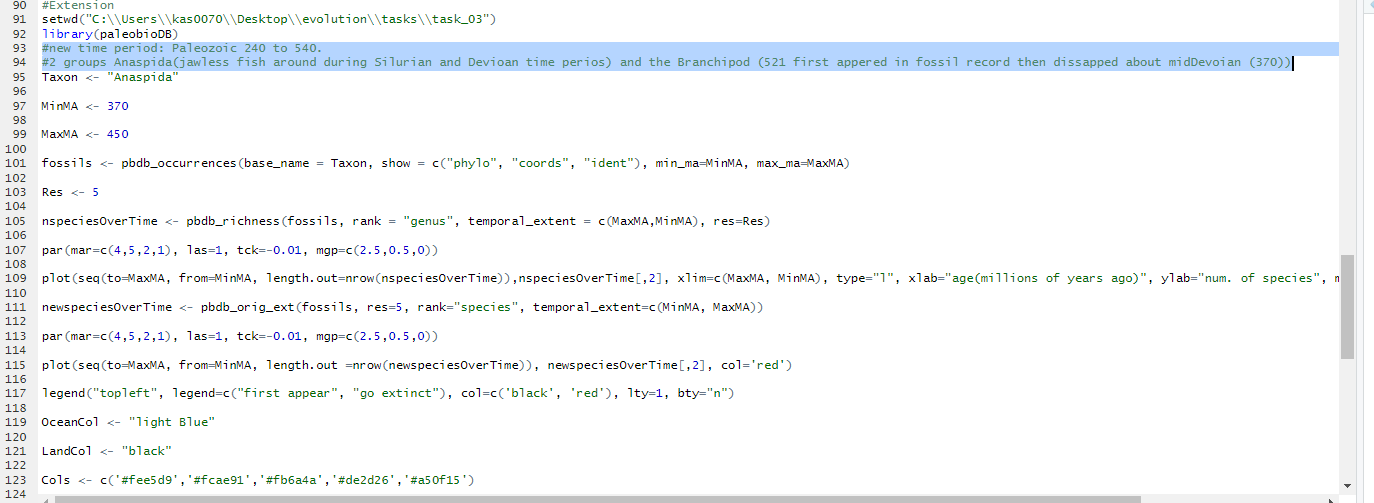 90 #Extension
91 setwd("C:\\Users\\kas0070\\Desktop\\evolution\\tasks\\task_03")
92 library(paleobioDB)
93 #new time period: Paleozoic 240 to 540.
94 #2 groups Anaspida(jawless fish around during Silurian and Devioan time perios) and the Branchipod (521 first appered in fossil record then dissapped about midDevoian (370))
95 Taxon <- "Anaspida"
96
97 MinMA <- 370
98
99 MaxMA <- 450
100
101 fossils <- pbdb_occurrences(base_name = Taxon, show = c("phylo", "coords", "ident"), min_ma=MinMA, max_ma=MaxMA)
102
103 Res <- 5
104
105 nspeciesOverTime <- pbdb_richness(fossils, rank = "genus", temporal_extent = c(MaxMA,MinMA), res=Res)
106
107 par(mar=c(4,5,2,1), las=1, tck=-0.01, mgp=c(2.5,0.5,0))
108
109 plot(seq(to=MaxMA, from=MinMA, length.out=nrow(nspeciesOverTime)),nspeciesOverTime[,2], xlim=c(MaxMA, MinMA), type="l", xlab="age(millions of years ago)", ylab="num. of species",
110
111 newspeciesOverTime <- pbdb_orig_ext(fossils, res=5, rank="species", temporal_extent=c(MinMA, MaxMA))
112
113 par(mar=c(4,5,2,1), las=1, tck=-0.01, mgp=c(2.5,0.5,0))
114
115 plot(seq(to=MaxMA, from=MinMA, length.out =nrow(newspeciesOverTime)), newspeciesOverTime[,2], col='red')
116
117 legend("topleft", legend=c("first appear", "go extinct"), col=c('black', 'red'), lty=1, bty="n")
118
119 OceanCol <- "light Blue"
120
121 LandCol <- "black"
122
123 Cols <- c('#fee5d9','#fcae91','#fb6a4a','#de2d26','#a50f15')
124